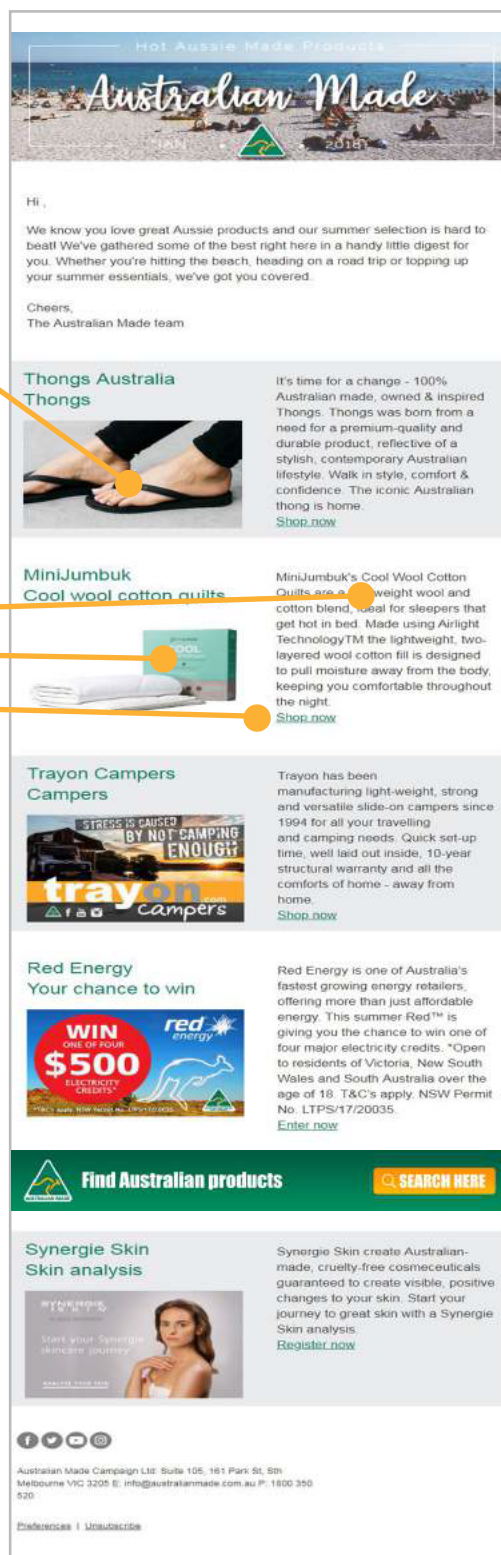 Hot Aussie Made Products
Australian Made
JAN
2018
Hi ,
We know you love great Aussie products and our summer selection is hard to
beat! We've gathered some of the best right here in a handy little digest for
you. Whether you're hitting the beach, heading on a road trip or topping up
your summer essentials, we've got you covered.
Cheers,
The Australian Made team
Thongs Australia
Thongs
It's time for a change - 100%
Australian made, owned & inspired
Thongs. Thongs was born from a
need for a premium-quality and
durable product, reflective of a
stylish, contemporary Australian
lifestyle. Walk in style, comfort &
confidence. The iconic Australian
thong is home.
Shop now
MiniJumbuk
Cool wool cotton quilts
COOL
MiniJumbuk's Cool Wool Cotton
Quilts are a weight wool and
cotton blend, ideal for sleepers that
get hot in bed. Made using Airlight
TechnologyTM the lightweight, two-
layered wool cotton fill is designed
to pull moisture away from the body,
keeping you comfortable throughout
the night.
Shop now
Trayon Campers
Campers
STRESS IS CAUSED
BY NOT CAMPING
ENOUGH
trayon.com
campers
Trayon has been
manufacturing light-weight, strong
and versatile slide-on campers since
1994 for all your travelling
and camping needs. Quick set-up
time, well laid out inside, 10-year
structural warranty and all the
comforts of home - away from
home.
Shop now
Red Energy
Your chance to win
WIN
ONE OF FOUR
$500
ELECTRICITY
CREDITS*
red
energy
*T&C's apply. NSW Permit No. LTPS/17/20035
Red Energy is one of Australia's
fastest growing energy retailers,
offering more than just affordable
energy. This summer Red™ is
giving you the chance to win one of
four major electricity credits. *Open
to residents of Victoria, New South
Wales and South Australia over the
age of 18. T&C's apply. NSW Permit
No. LTPS/17/20035.
Enter now
AUSTRALIAN MADE
Find Australian products
SEARCH HERE
Synergie Skin
Skin analysis
SYNERGIE
SKIN
Start your Synergie
skincare journey
ANALYSE YOUR SKIN
Synergie Skin create Australian-
made, cruelty-free cosmeceuticals
guaranteed to create visible, positive
changes to your skin. Start your
journey to great skin with a Synergie
Skin analysis.
Register now
Australian Made Campaign Ltd: Suite 105, 161 Park St, Sth
Melbourne VIC 3205 E: info@australianmade.com.au P: 1800 350
520
Preferences | Unsubscribe